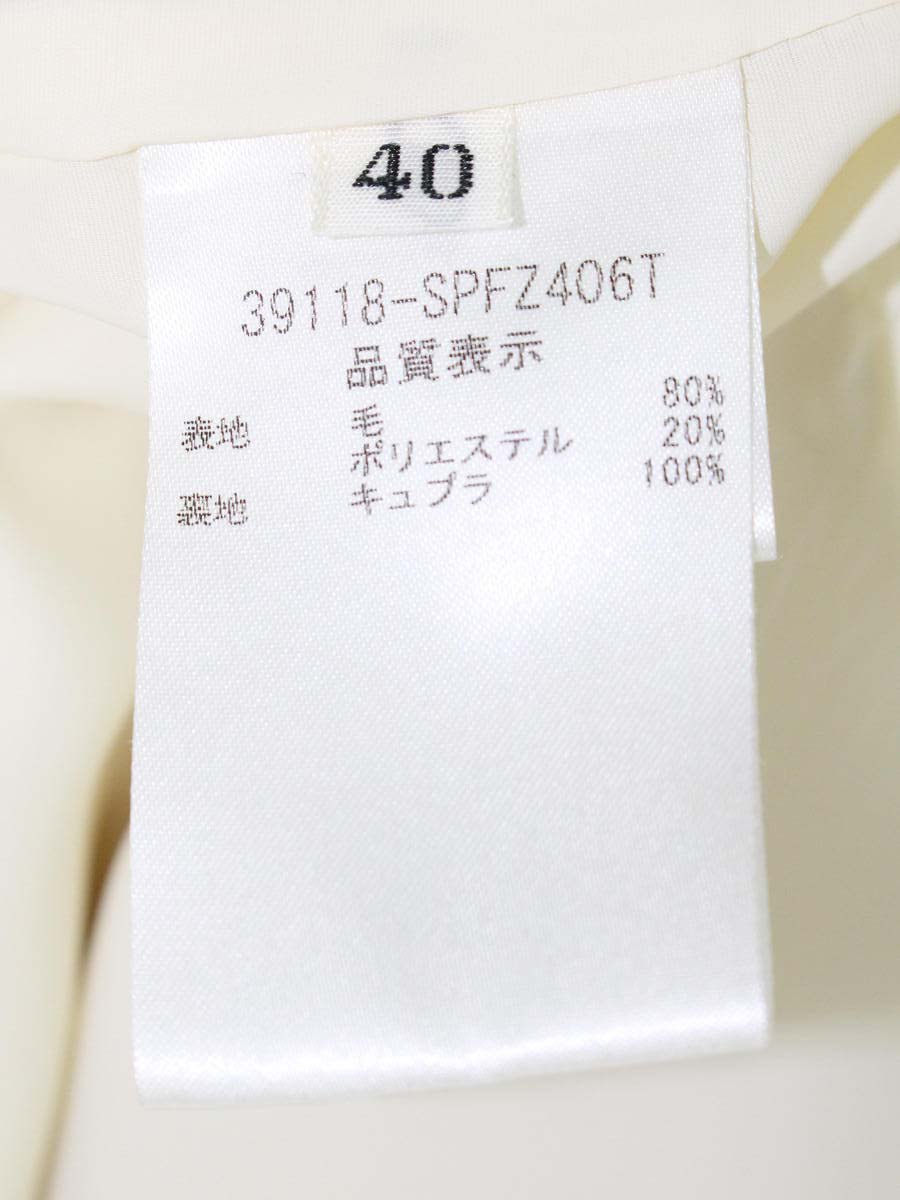 40
39118-SPFZ406T
品質表示
表地 毛 80%
ポリエステル 20%
裏地 キュプラ 100%